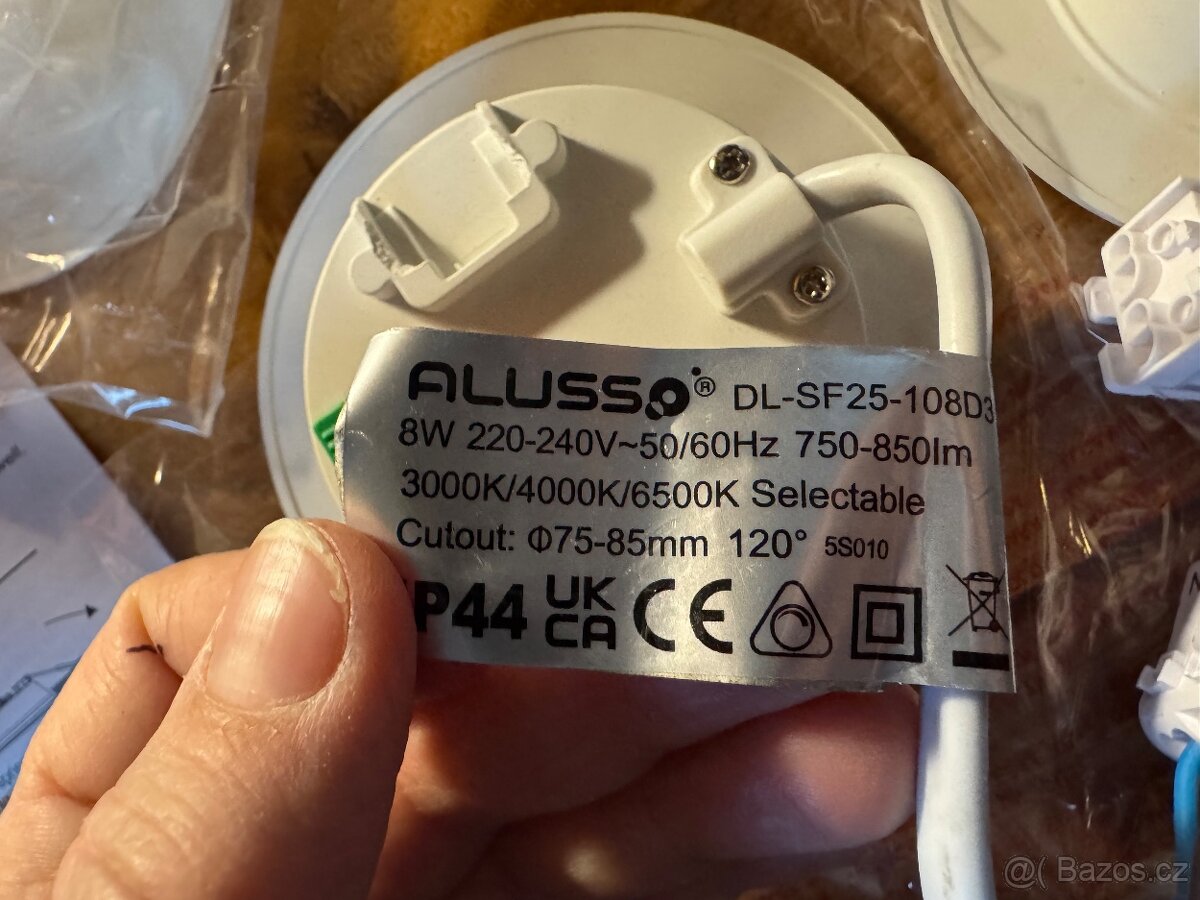 ALUSSO® DL-SF25-108D3
8W 220-240V~50/60Hz 750-850lm
3000K/4000K/6500K Selectable
Cutout: Φ75-85mm 120° 5S010
P44 UK CA CE
@( Bazos.cz